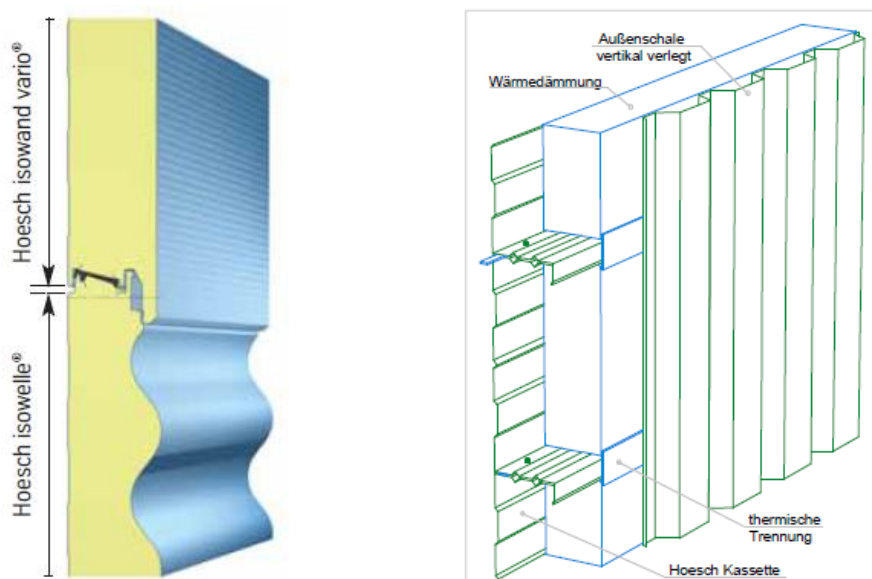 Hoesch isowand vario®
Hoesch isowelle®
Außenschale
vertikal verlegt
Wärmedämmung
thermische
Trennung
Hoesch Kassette